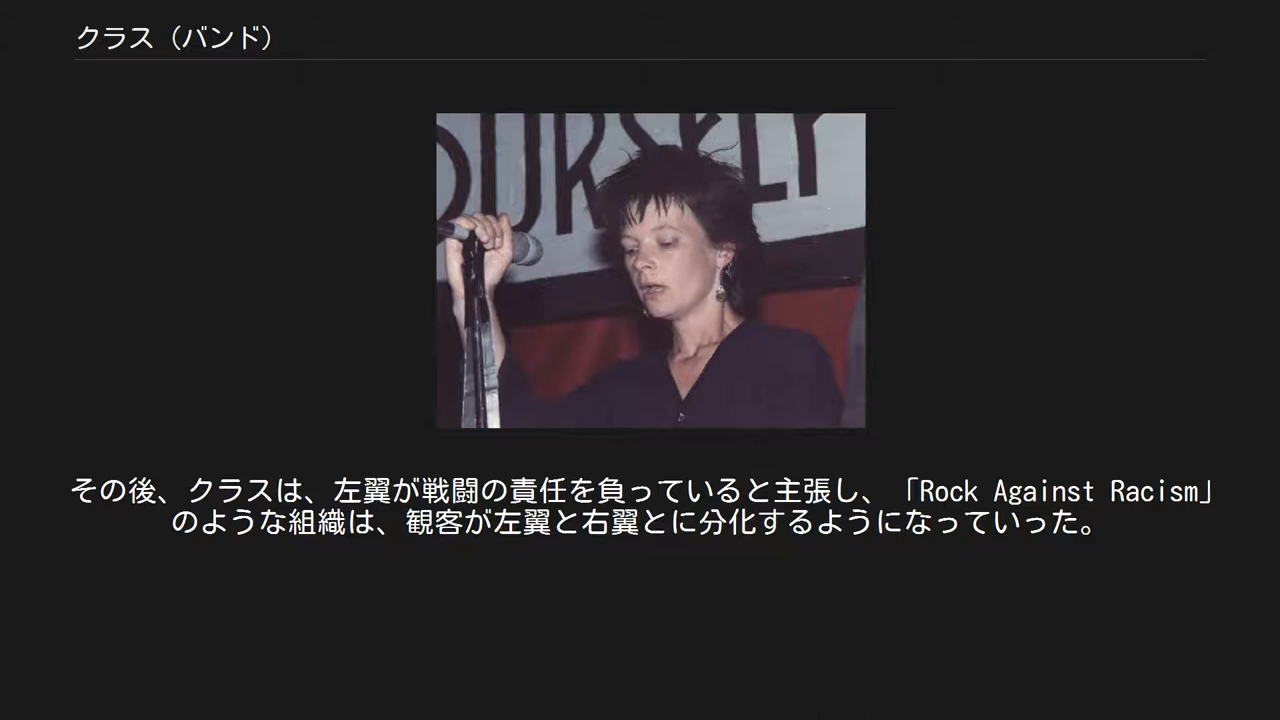 クラス（バンド）
OURSELF
その後、クラスは、左翼が戦闘の責任を負っていると主張し、「Rock Against Racism」
のような組織は、観客が左翼と右翼とに分化するようになっていった。